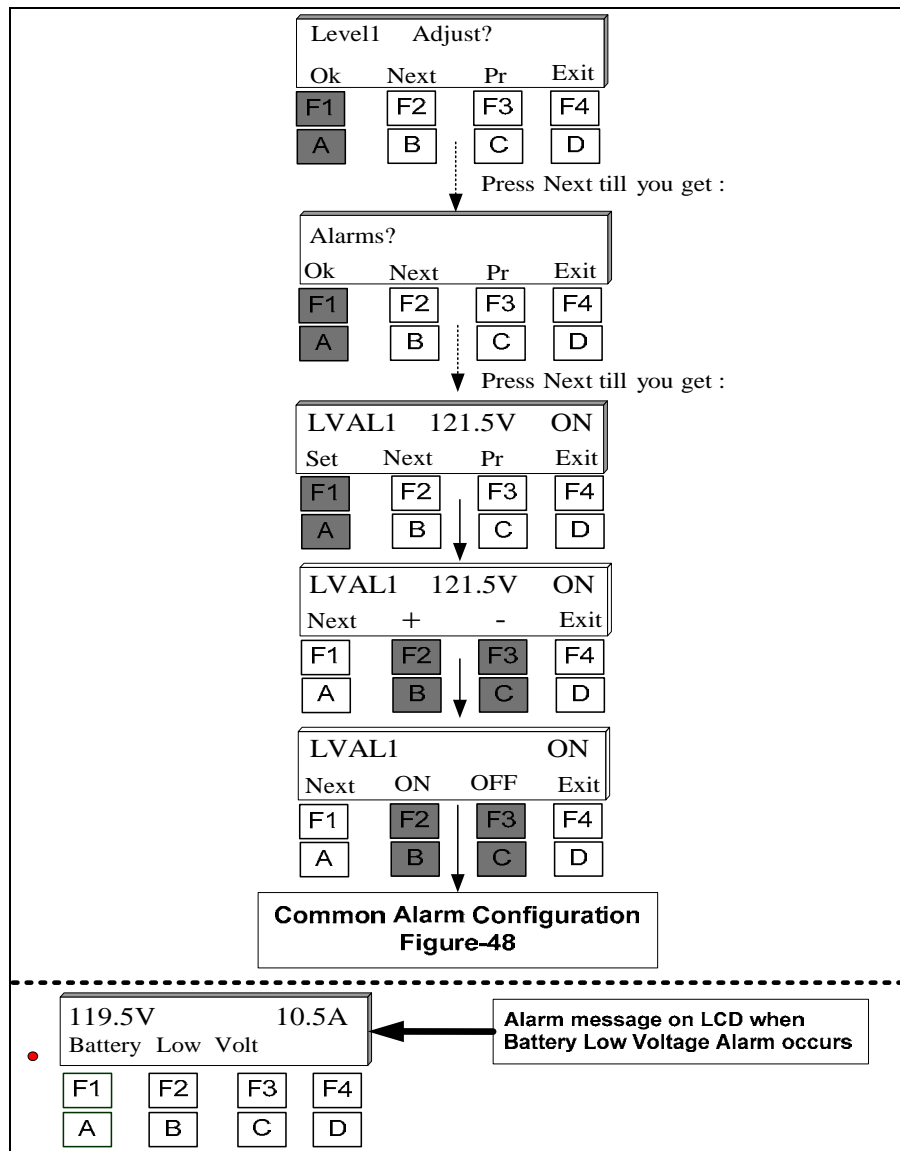 Level1 Adjust?
Ok Next Pr Exit
F1 F2 F3 F4
A B C D
Press Next till you get :
Alarms?
Ok Next Pr Exit
F1 F2 F3 F4
A B C D
Press Next till you get :
LVAL1 121.5V ON
Set Next Pr Exit
F1 F2 F3 F4
A B C D
LVAL1 121.5V ON
Next + - Exit
F1 F2 F3 F4
A B C D
LVAL1 ON
Next ON OFF Exit
F1 F2 F3 F4
A B C D
Common Alarm Configuration
Figure-48
119.5V 10.5A
Battery Low Volt
Alarm message on LCD when
Battery Low Voltage Alarm occurs
F1 F2 F3 F4
A B C D